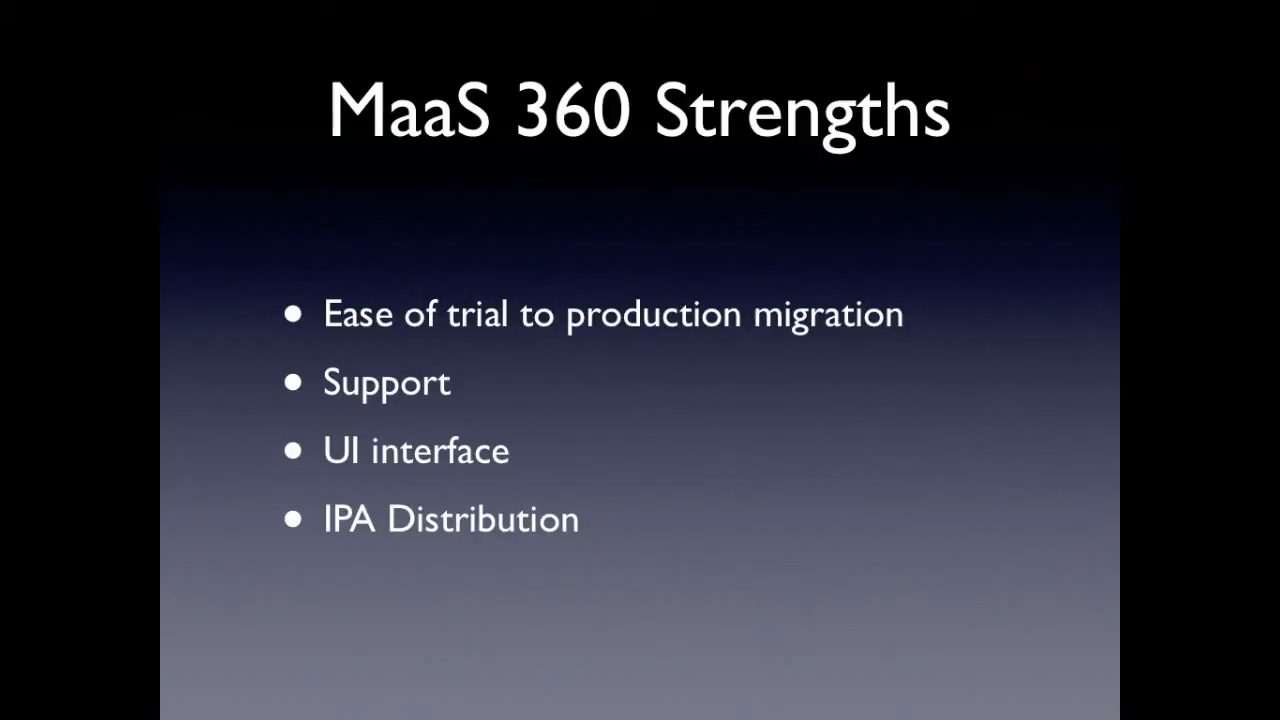 MaaS 360 Strengths
• Ease of trial to production migration
• Support
• UI interface
• IPA Distribution